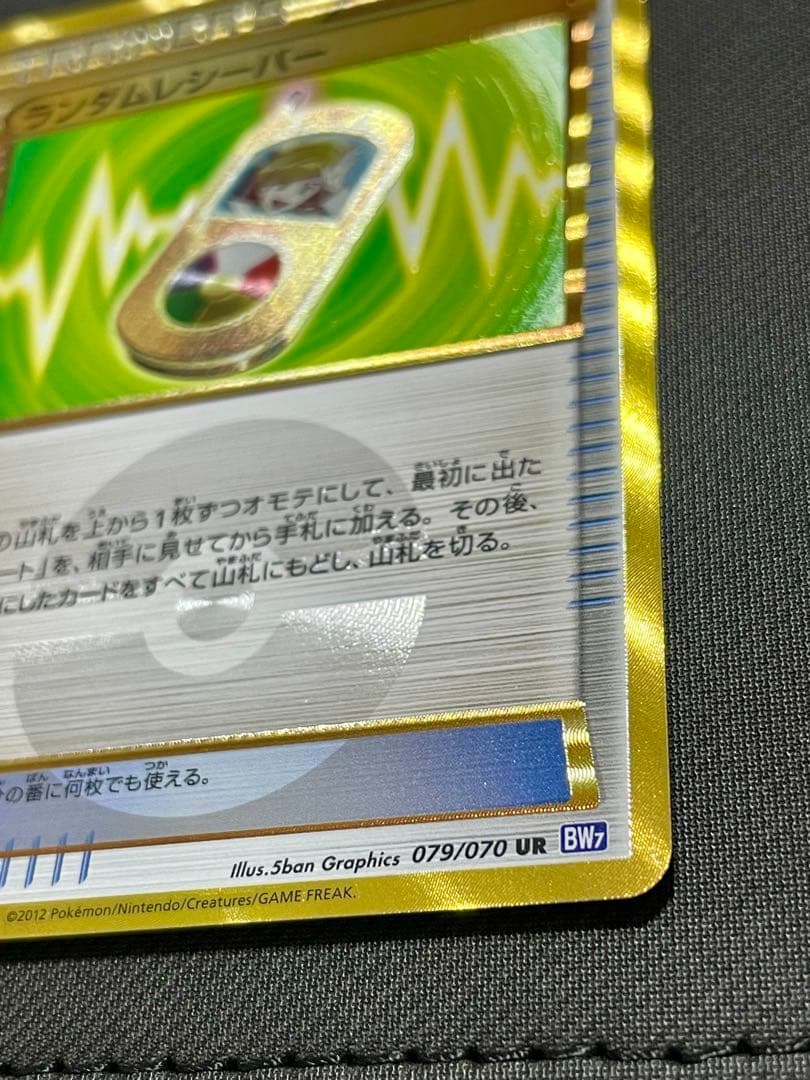 ランダムレシーバー
の山札を上から1枚ずつオモテにして、最初に出た
ート」を、相手に見せてから手札に加える。その後、
にしたカードをすべて山札にもどし、山札を切る。
の番に何枚でも使える。
Illus.5ban Graphics 079/070 UR BW7
©2012 Pokémon/Nintendo/Creatures/GAME FREAK.